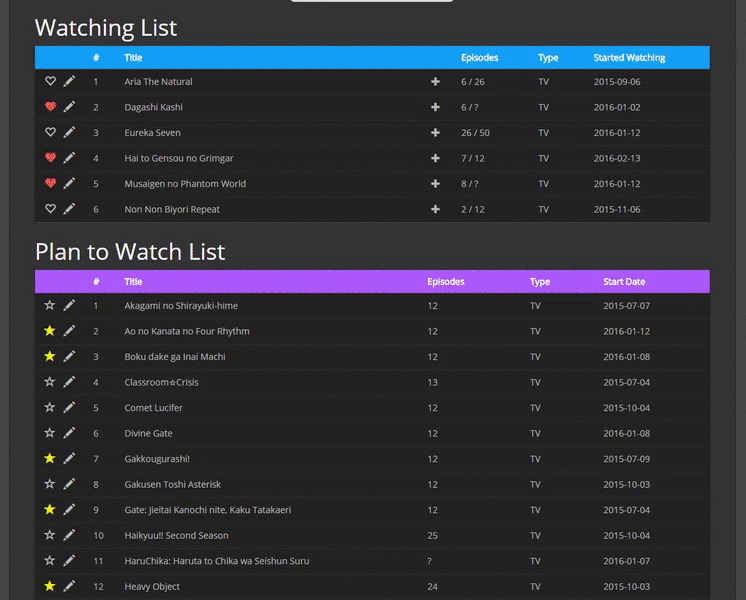 Watching List
# Title Episodes Type Started Watching
1 Aria The Natural 6 / 26 TV 2015-09-06
2 Dagashi Kashi 6 / ? TV 2016-01-02
3 Eureka Seven 26 / 50 TV 2016-01-12
4 Hai to Gensou no Grimgar 7 / 12 TV 2016-02-13
5 Musaigen no Phantom World 8 / ? TV 2016-01-12
6 Non Non Biyori Repeat 2 / 12 TV 2015-11-06
Plan to Watch List
# Title Episodes Type Start Date
1 Akagami no Shirayuki-hime 12 TV 2015-07-07
2 Ao no Kanata no Four Rhythm 12 TV 2016-01-12
3 Boku dake ga Inai Machi 12 TV 2016-01-08
4 Classroom☆Crisis 13 TV 2015-07-04
5 Comet Lucifer 12 TV 2015-10-04
6 Divine Gate 12 TV 2016-01-08
7 Gakkougurashi! 12 TV 2015-07-09
8 Gakusen Toshi Asterisk 12 TV 2015-10-03
9 Gate: Jieitai Kanochi nite, Kaku Tatakaeri 12 TV 2015-07-04
10 Haikyuu!! Second Season 25 TV 2015-10-04
11 HaruChika: Haruta to Chika wa Seishun Suru ? TV 2016-01-07
12 Heavy Object 24 TV 2015-10-03